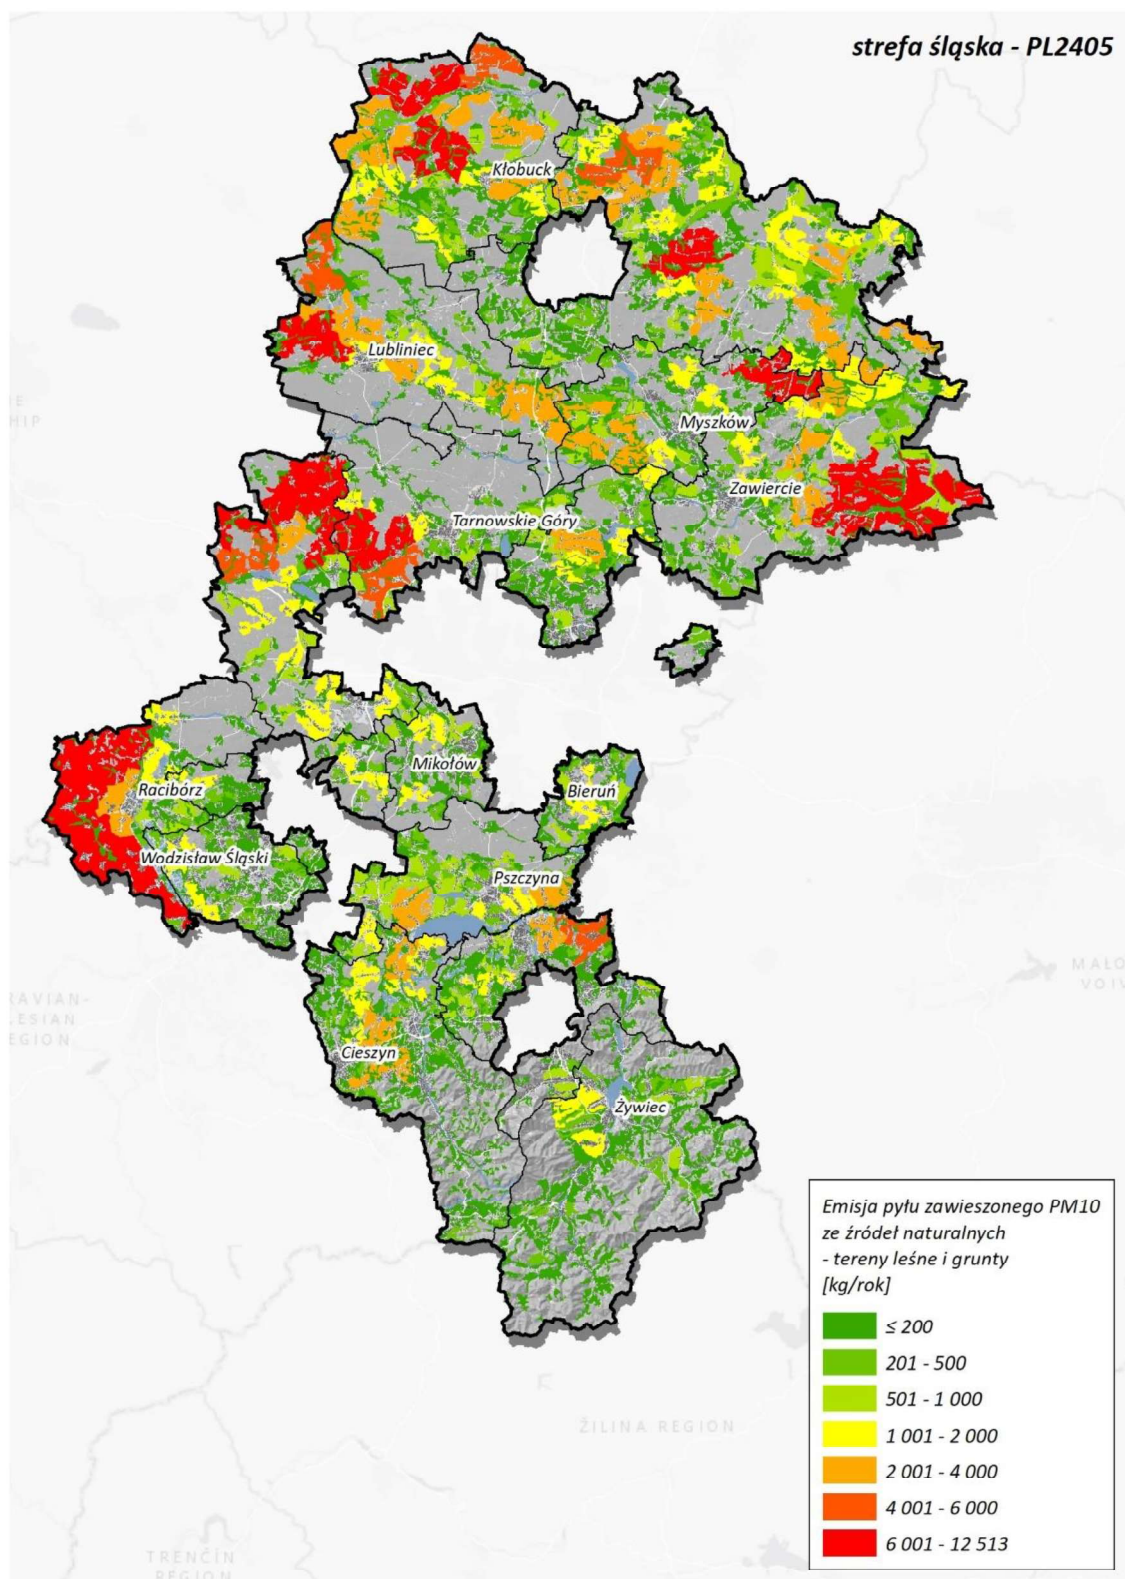 strefa śląska - PL2405
Kłobuck
Lubliniec
Myszków
Zawiercie
Tarnowskie Góry
Mikołów
Racibórz
Bieruń
Wodzisław Śląski
Pszczyna
Cieszyn
Żywiec
Emisja pyłu zawieszonego PM10
ze źródeł naturalnych
- tereny leśne i grunty
[kg/rok]
≤ 200
201 - 500
501 - 1 000
1 001 - 2 000
2 001 - 4 000
4 001 - 6 000
6 001 - 12 513
ŽILINA REGION
TRENČÍN
REGION